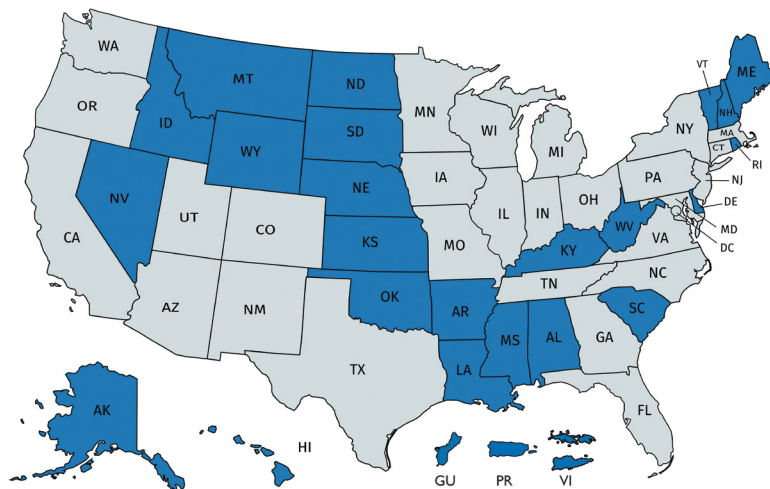 WA
MT
ND
MN
VT
ME
OR
ID
SD
WI
MI
NY
NH
MA
CT
RI
WY
IA
PA
NJ
NV
NE
IL
IN
OH
DE
UT
CO
KS
MO
KY
WV
VA
MD
DC
CA
AZ
NM
OK
AR
TN
NC
SC
TX
LA
MS
AL
GA
FL
AK
HI
GU
PR
VI